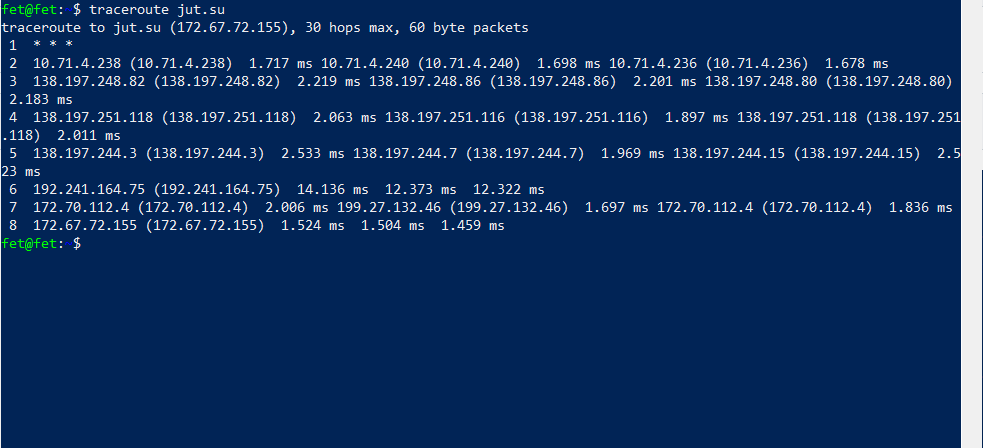 fet@fet:~$ traceroute jut.su
traceroute to jut.su (172.67.72.155), 30 hops max, 60 byte packets
 1  * * *
 2  10.71.4.238 (10.71.4.238)  1.717 ms 10.71.4.240 (10.71.4.240)  1.698 ms 10.71.4.236 (10.71.4.236)  1.678 ms
 3  138.197.248.82 (138.197.248.82)  2.219 ms 138.197.248.86 (138.197.248.86)  2.201 ms 138.197.248.80 (138.197.248.80)
 2.183 ms
 4  138.197.251.118 (138.197.251.118)  2.063 ms 138.197.251.116 (138.197.251.116)  1.897 ms 138.197.251.118 (138.197.251
.118)  2.011 ms
 5  138.197.244.3 (138.197.244.3)  2.533 ms 138.197.244.7 (138.197.244.7)  1.969 ms 138.197.244.15 (138.197.244.15)  2.5
23 ms
 6  192.241.164.75 (192.241.164.75)  14.136 ms  12.373 ms  12.322 ms
 7  172.70.112.4 (172.70.112.4)  2.006 ms 199.27.132.46 (199.27.132.46)  1.697 ms 172.70.112.4 (172.70.112.4)  1.836 ms
 8  172.67.72.155 (172.67.72.155)  1.524 ms  1.504 ms  1.459 ms
fet@fet:~$